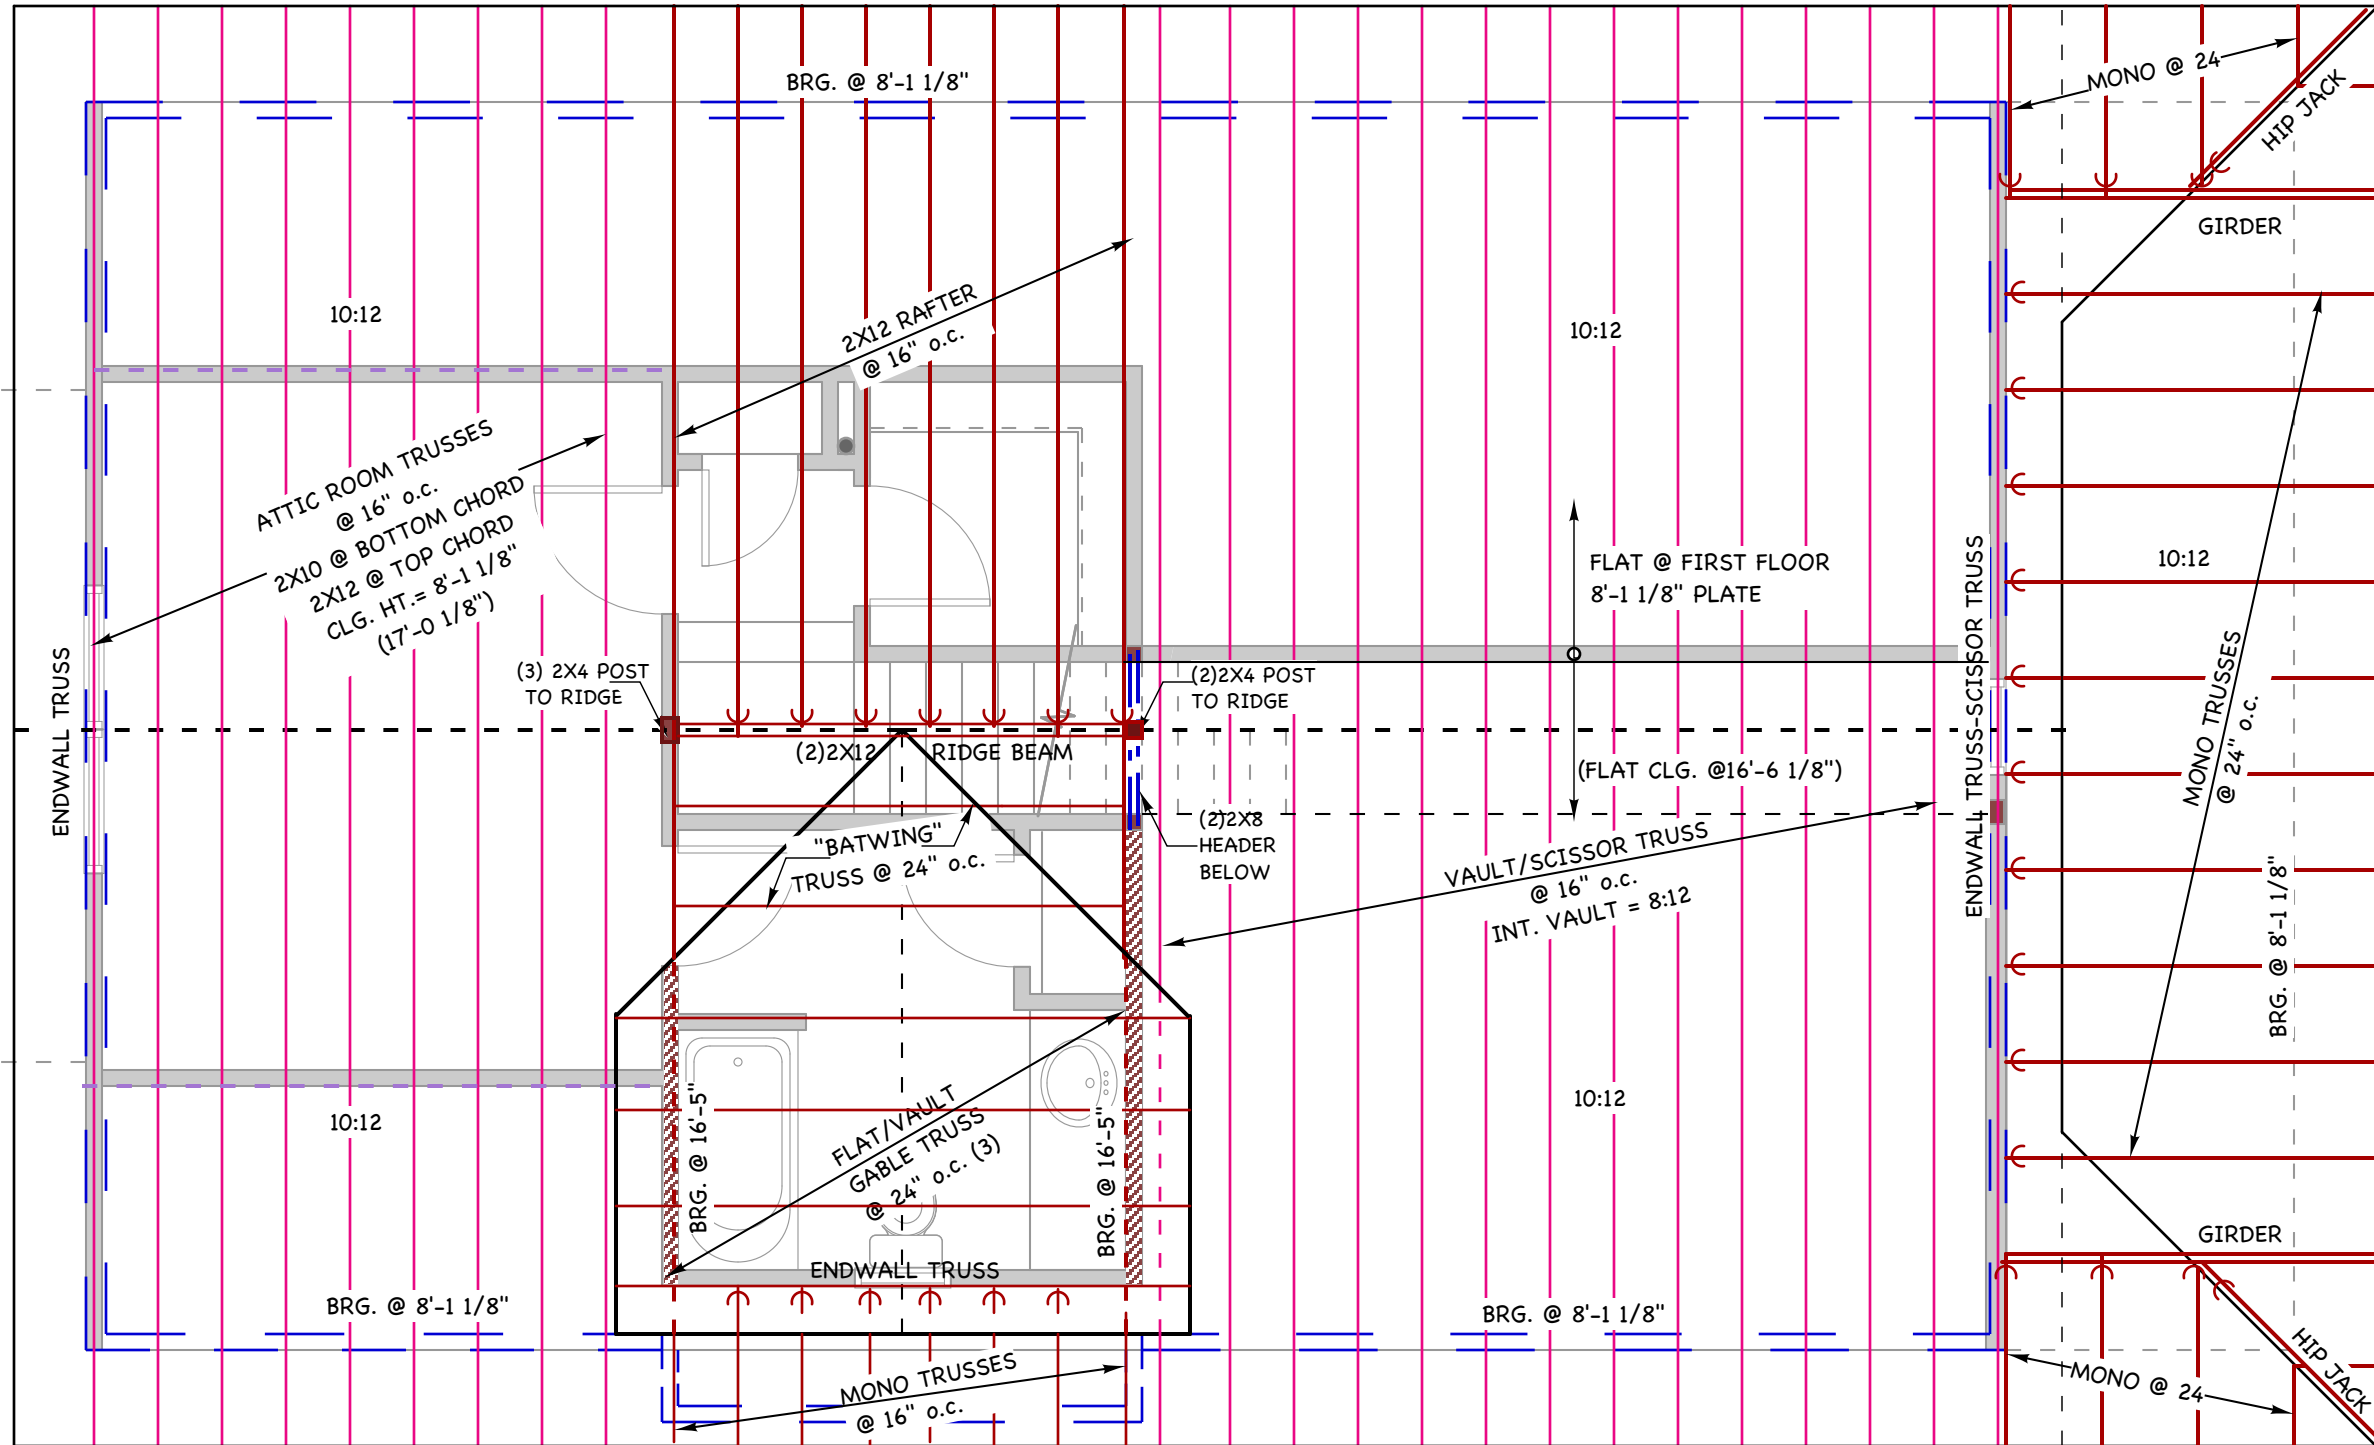 BRG. @ 8'-1 1/8"
MONO @ 24
HIP JACK
GIRDER
10:12
2X12 RAFTER
@ 16" o.c.
10:12
ATTIC ROOM TRUSSES
@ 16" o.c.
2X10 @ BOTTOM CHORD
2X12 @ TOP CHORD
CLG. HT.= 8'-1 1/8"
(17'-0 1/8")
FLAT @ FIRST FLOOR
8'-1 1/8" PLATE
10:12
ENDWALL TRUSS
(3) 2X4 POST
TO RIDGE
(2)2X4 POST
TO RIDGE
ENDWALL TRUSS-SCISSOR TRUSS
MONO TRUSSES
@ 24" o.c.
(2)2X12 RIDGE BEAM
(FLAT CLG. @16'-6 1/8")
"BATWING"
TRUSS @ 24" o.c.
(2)2X8
HEADER
BELOW
VAULT/SCISSOR TRUSS
@ 16" o.c.
INT. VAULT = 8:12
BRG. @ 8'-1 1/8"
10:12
BRG. @ 16'-5"
FLAT/VAULT
GABLE TRUSS
@ 24" o.c. (3)
BRG. @ 16'-5"
10:12
ENDWALL TRUSS
GIRDER
BRG. @ 8'-1 1/8"
BRG. @ 8'-1 1/8"
MONO TRUSSES
@ 16" o.c.
MONO @ 24
HIP JACK